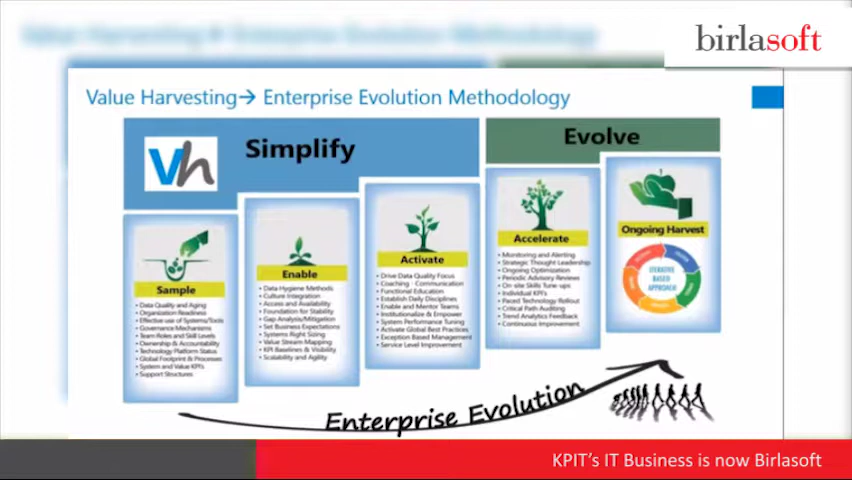 birlasoft
Value Harvesting→ Enterprise Evolution Methodology
Vh
Simplify
Evolve
Sample
• Data Quality and Aging
• Organization Readiness
• Effective use of Systems/Tools
• Governance Mechanisms
• Team Roles and Skill Levels
• Ownership & Accountability
• Technology Platform Status
• Global Footprint & Processes
• System and Value KPI's
• Support Structures
Enable
• Data Hygiene Methods
• Culture Integration
• Access and Availability
• Foundation for Stability
• Gap Analysis/Mitigation
• Set Business Expectations
• Systems Right Sizing
• Value Stream Mapping
• KPI Baselines & Visibility
• Scalability and Agility
Activate
• Drive Data Quality Focus
• Coaching - Communication
• Functional Education
• Establish Daily Disciplines
• Enable and Mentor Teams
• Institutionalize & Empower
• System Performance Tuning
• Activate Global Best Practices
• Exception Based Management
• Service Level Improvement
Accelerate
• Monitoring and Alerting
• Strategic Thought Leadership
• Ongoing Optimization
• Periodic Advisory Reviews
• On-site Skills Tune-ups
• Individual KPI's
• Paced Technology Rollout
• Critical Path Auditing
• Trend Analytics Feedback
• Continuous Improvement
Ongoing Harvest
ITERATIVE
BASED
APPROACH
Enterprise Evolution
KPIT's IT Business is now Birlasoft